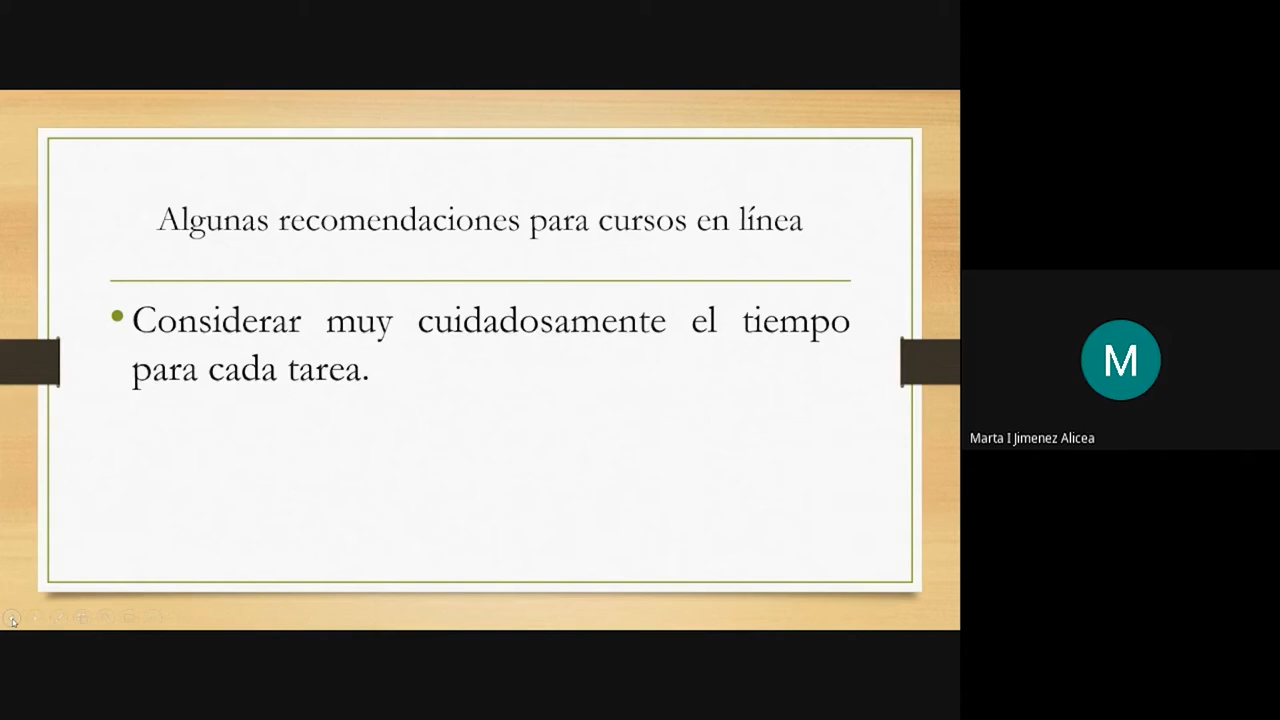 Algunas recomendaciones para cursos en línea
• Considerar muy cuidadosamente el tiempo
para cada tarea.
M
Marta I Jimenez Alicea